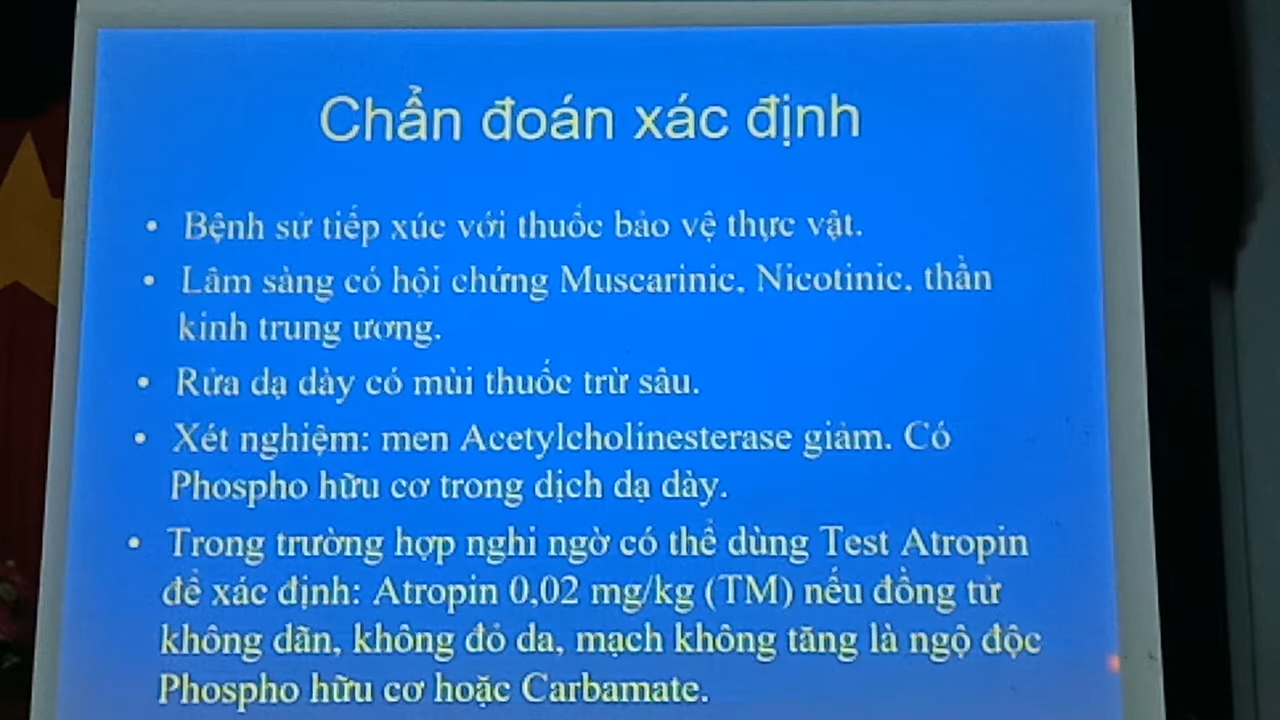 Chẩn đoán xác định
• Bệnh sử tiếp xúc với thuốc bảo vệ thực vật.
• Lâm sàng có hội chứng Muscarinic, Nicotinic, thần
kinh trung ương.
• Rửa dạ dày có mùi thuốc trừ sâu.
• Xét nghiệm: men Acetylcholinesterase giảm. Có
Phospho hữu cơ trong dịch dạ dày.
• Trong trường hợp nghi ngờ có thể dùng Test Atropin
để xác định: Atropin 0,02 mg/kg (TM) nếu đồng tử
không dãn, không đỏ da, mạch không tăng là ngộ độc
Phospho hữu cơ hoặc Carbamate.